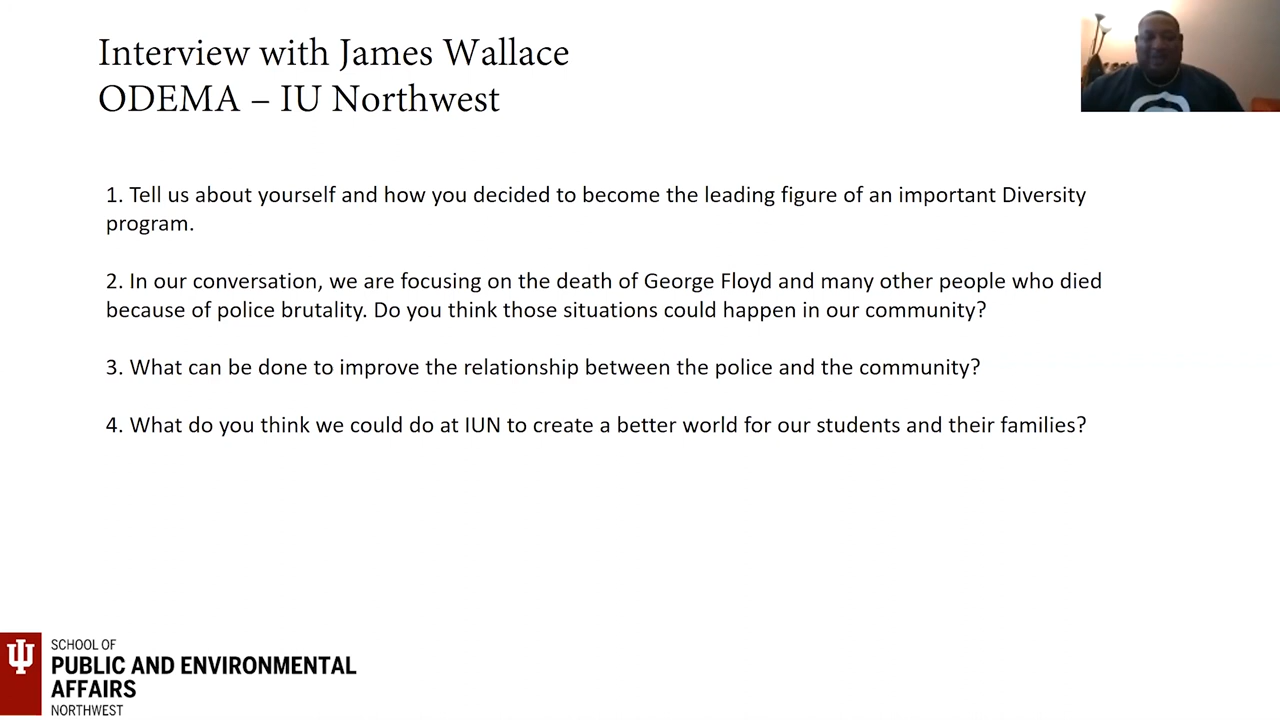 Interview with James Wallace
ODEMA – IU Northwest
1. Tell us about yourself and how you decided to become the leading figure of an important Diversity
program.
2. In our conversation, we are focusing on the death of George Floyd and many other people who died
because of police brutality. Do you think those situations could happen in our community?
3. What can be done to improve the relationship between the police and the community?
4. What do you think we could do at IUN to create a better world for our students and their families?
SCHOOL OF
PUBLIC AND ENVIRONMENTAL
AFFAIRS
NORTHWEST